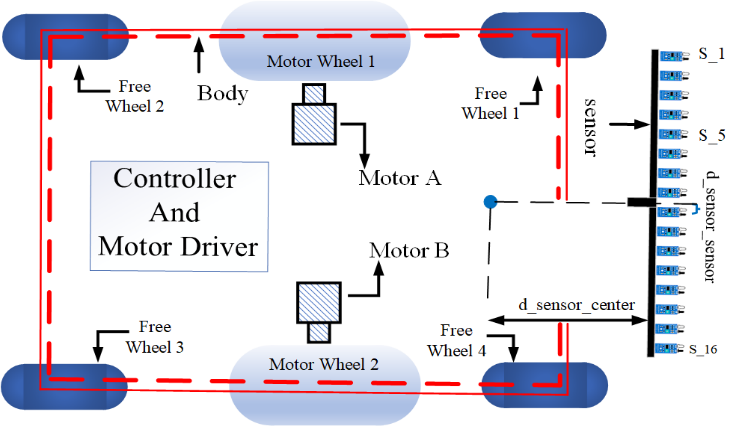 Motor Wheel 1
Free
Wheel 2
Body
Free
Wheel 1
sensor
S_1
S_5
Motor A
Controller
And
Motor Driver
d_sensor_sensor
Motor B
d_sensor_center
Free
Wheel 3
Free
Wheel 4
Motor Wheel 2
S_16